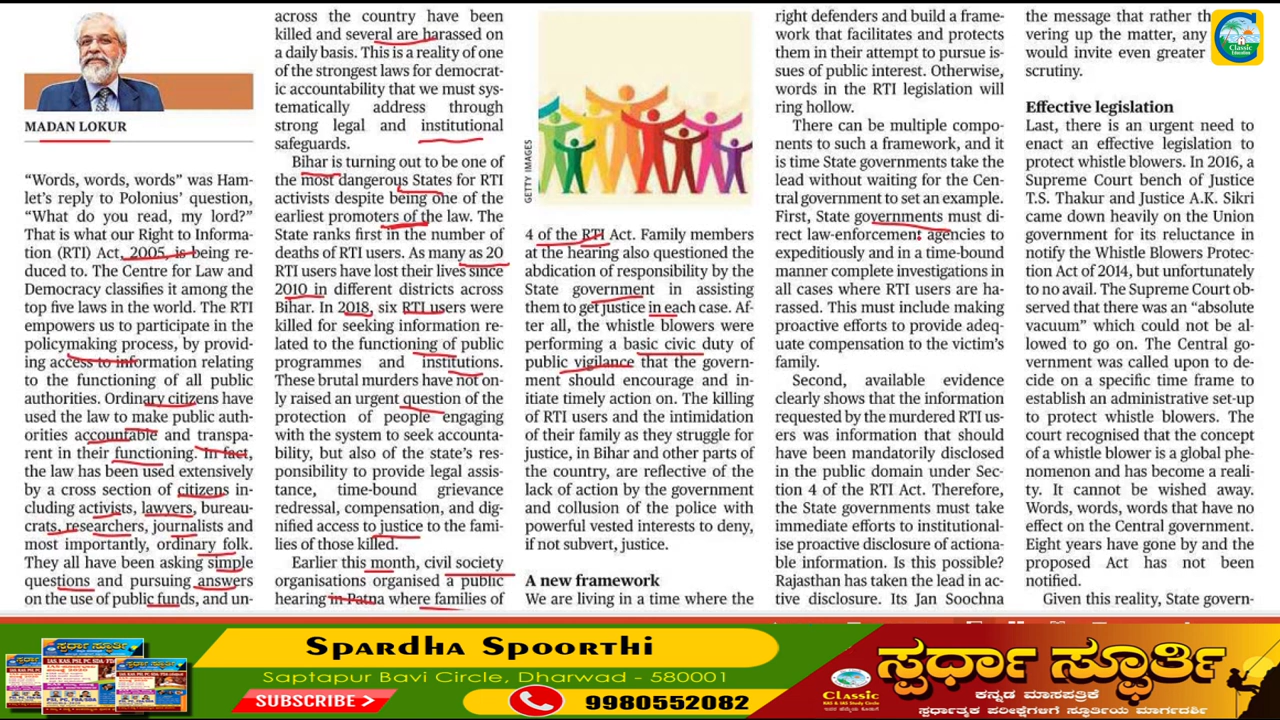 MADAN LOKUR
“Words, words, words” was Ham-
let’s reply to Polonius’ question,
“What do you read, my lord?”
That is what our Right to Informa-
tion (RTI) Act, 2005, is being re-
duced to. The Centre for Law and
Democracy classifies it among the
top five laws in the world. The RTI
empowers us to participate in the
policymaking process, by provid-
ing access to information relating
to the functioning of all public
authorities. Ordinary citizens have
used the law to make public auth-
orities accountable and transpa-
rent in their functioning. In fact,
the law has been used extensively
by a cross section of citizens in-
cluding activists, lawyers, bureau-
crats, researchers, journalists and
most importantly, ordinary folk.
They all have been asking simple
questions and pursuing answers
on the use of public funds, and un-
across the country have been
killed and several are harassed on
a daily basis. This is a reality of one
of the strongest laws for democrat-
ic accountability that we must sys-
tematically address through
strong legal and institutional
safeguards.
Bihar is turning out to be one of
the most dangerous States for RTI
activists despite being one of the
earliest promoters of the law. The
State ranks first in the number of
deaths of RTI users. As many as 20
RTI users have lost their lives since
2010 in different districts across
Bihar. In 2018, six RTI users were
killed for seeking information re-
lated to the functioning of public
programmes and institutions.
These brutal murders have not on-
ly raised an urgent question of the
protection of people engaging
with the system to seek accounta-
bility, but also of the state’s res-
ponsibility to provide legal assis-
tance, time-bound grievance
redressal, compensation, and dig-
nified access to justice to the fami-
lies of those killed.
Earlier this month, civil society
organisations organised a public
hearing in Patna where families of
GETTY IMAGES
4 of the RTI Act. Family members
at the hearing also questioned the
abdication of responsibility by the
State government in assisting
them to get justice in each case. Af-
ter all, the whistle blowers were
performing a basic civic duty of
public vigilance that the govern-
ment should encourage and in-
itiate timely action on. The killing
of RTI users and the intimidation
of their family as they struggle for
justice, in Bihar and other parts of
the country, are reflective of the
lack of action by the government
and collusion of the police with
powerful vested interests to deny,
if not subvert, justice.
A new framework
We are living in a time where the
right defenders and build a frame-
work that facilitates and protects
them in their attempt to pursue is-
sues of public interest. Otherwise,
words in the RTI legislation will
ring hollow.
There can be multiple compo-
nents to such a framework, and it
is time State governments take the
lead without waiting for the Cen-
tral government to set an example.
First, State governments must di-
rect law-enforcement agencies to
expeditiously and in a time-bound
manner complete investigations in
all cases where RTI users are ha-
rassed. This must include making
proactive efforts to provide adeq-
uate compensation to the victim’s
family.
Second, available evidence
clearly shows that the information
requested by the murdered RTI us-
ers was information that should
have been mandatorily disclosed
in the public domain under Sec-
tion 4 of the RTI Act. Therefore,
the State governments must take
immediate efforts to institutional-
ise proactive disclosure of actiona-
ble information. Is this possible?
Rajasthan has taken the lead in ac-
tive disclosure. Its Jan Soochna
the message that rather th
vering up the matter, any
would invite even greater
scrutiny.
Effective legislation
Last, there is an urgent need to
enact an effective legislation to
protect whistle blowers. In 2016, a
Supreme Court bench of Justice
T.S. Thakur and Justice A.K. Sikri
came down heavily on the Union
government for its reluctance in
notify the Whistle Blowers Protec-
tion Act of 2014, but unfortunately
to no avail. The Supreme Court ob-
served that there was an “absolute
vacuum” which could not be al-
lowed to go on. The Central go-
vernment was called upon to de-
cide on a specific time frame to
establish an administrative set-up
to protect whistle blowers. The
court recognised that the concept
of a whistle blower is a global phe-
nomenon and has become a reali-
ty. It cannot be wished away.
Words, words, words that have no
effect on the Central government.
Eight years have gone by and the
proposed Act has not been
notified.
Given this reality, State govern-
Classic
Education
SPARDHA SPOORTHI
Saptapur Bavi Circle, Dharwad - 580001
SUBSCRIBE
9980552082
Classic
KAS & IAS Study Circle
ಸ್ಪರ್ಧಾ ಸ್ಫೂರ್ತಿ
ಕನ್ನಡ ಮಾಸಪತ್ರಿಕೆ
ಸ್ಪರ್ಧಾತ್ಮಕ ಪರೀಕ್ಷೆಗಳಿಗೆ ಸ್ಫೂರ್ತಿಯ ಮಾರ್ಗದರ್ಶಿ